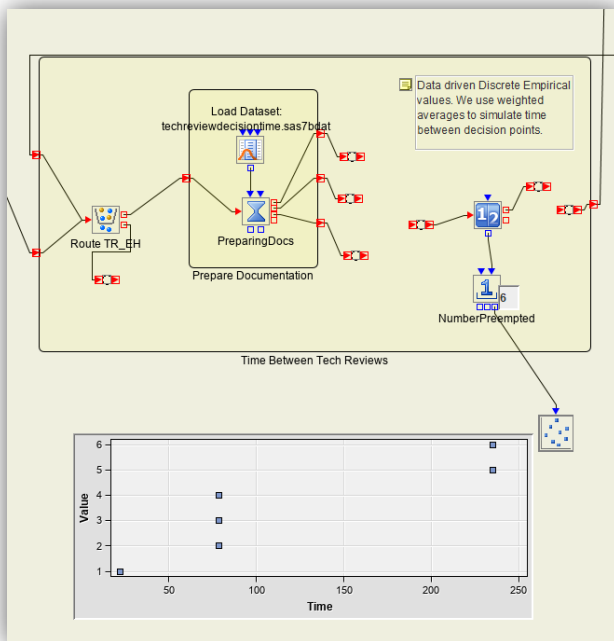 Data driven Discrete Empirical
values. We use weighted
averages to simulate time
between decision points.
Load Dataset:
techreviewdecisiontime.sas7bdat
Route TR_EH
PreparingDocs
Prepare Documentation
12
1
6
NumberPreempted
Time Between Tech Reviews
6
5
4
3
2
1
Value
50
100
150
200
250
Time